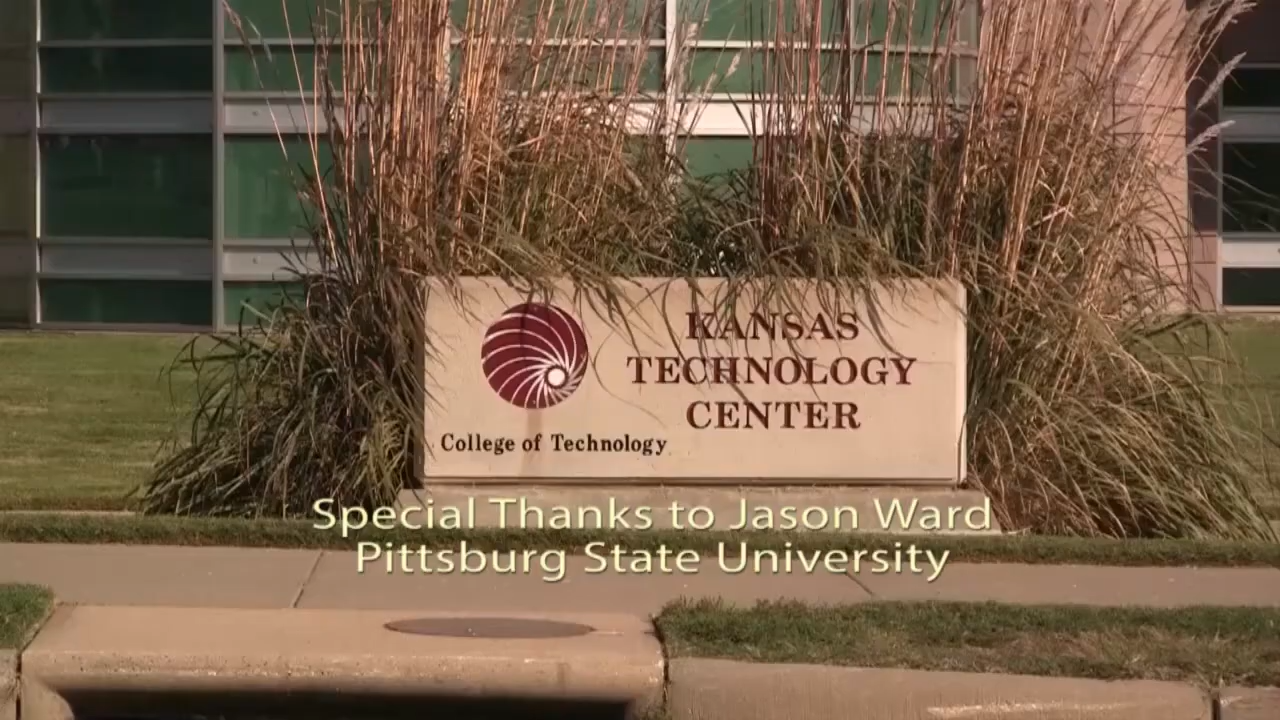 KANSAS
TECHNOLOGY
CENTER
College of Technology
Special Thanks to Jason Ward
Pittsburg State University